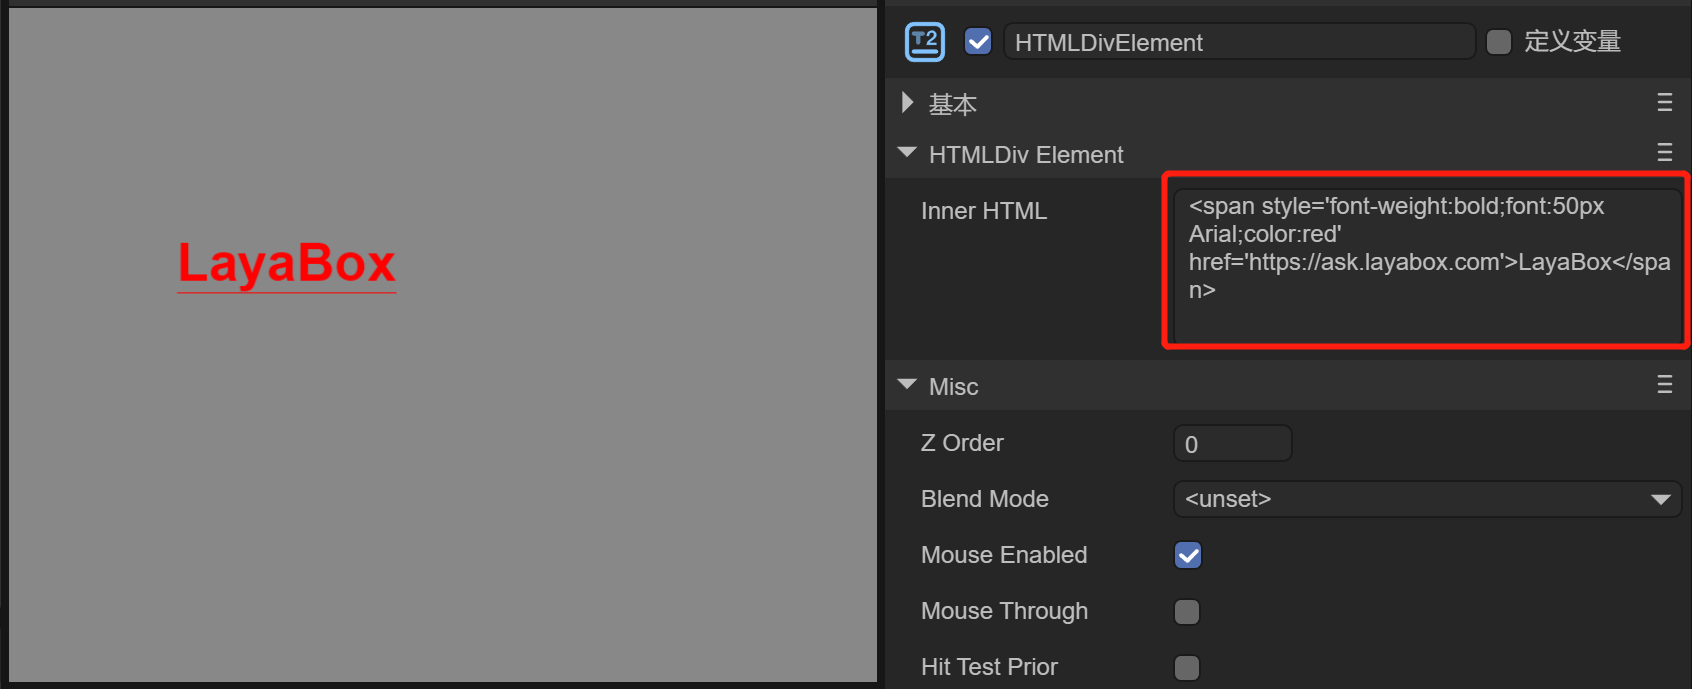 LayaBox
T2
HTMLDivElement
定义变量
基本
HTMLDiv Element
Inner HTML
<span style='font-weight:bold;font:50px
Arial;color:red'
href='https://ask.layabox.com'>LayaBox</spa
n>
Misc
Z Order
0
Blend Mode
<unset>
Mouse Enabled
Mouse Through
Hit Test Prior